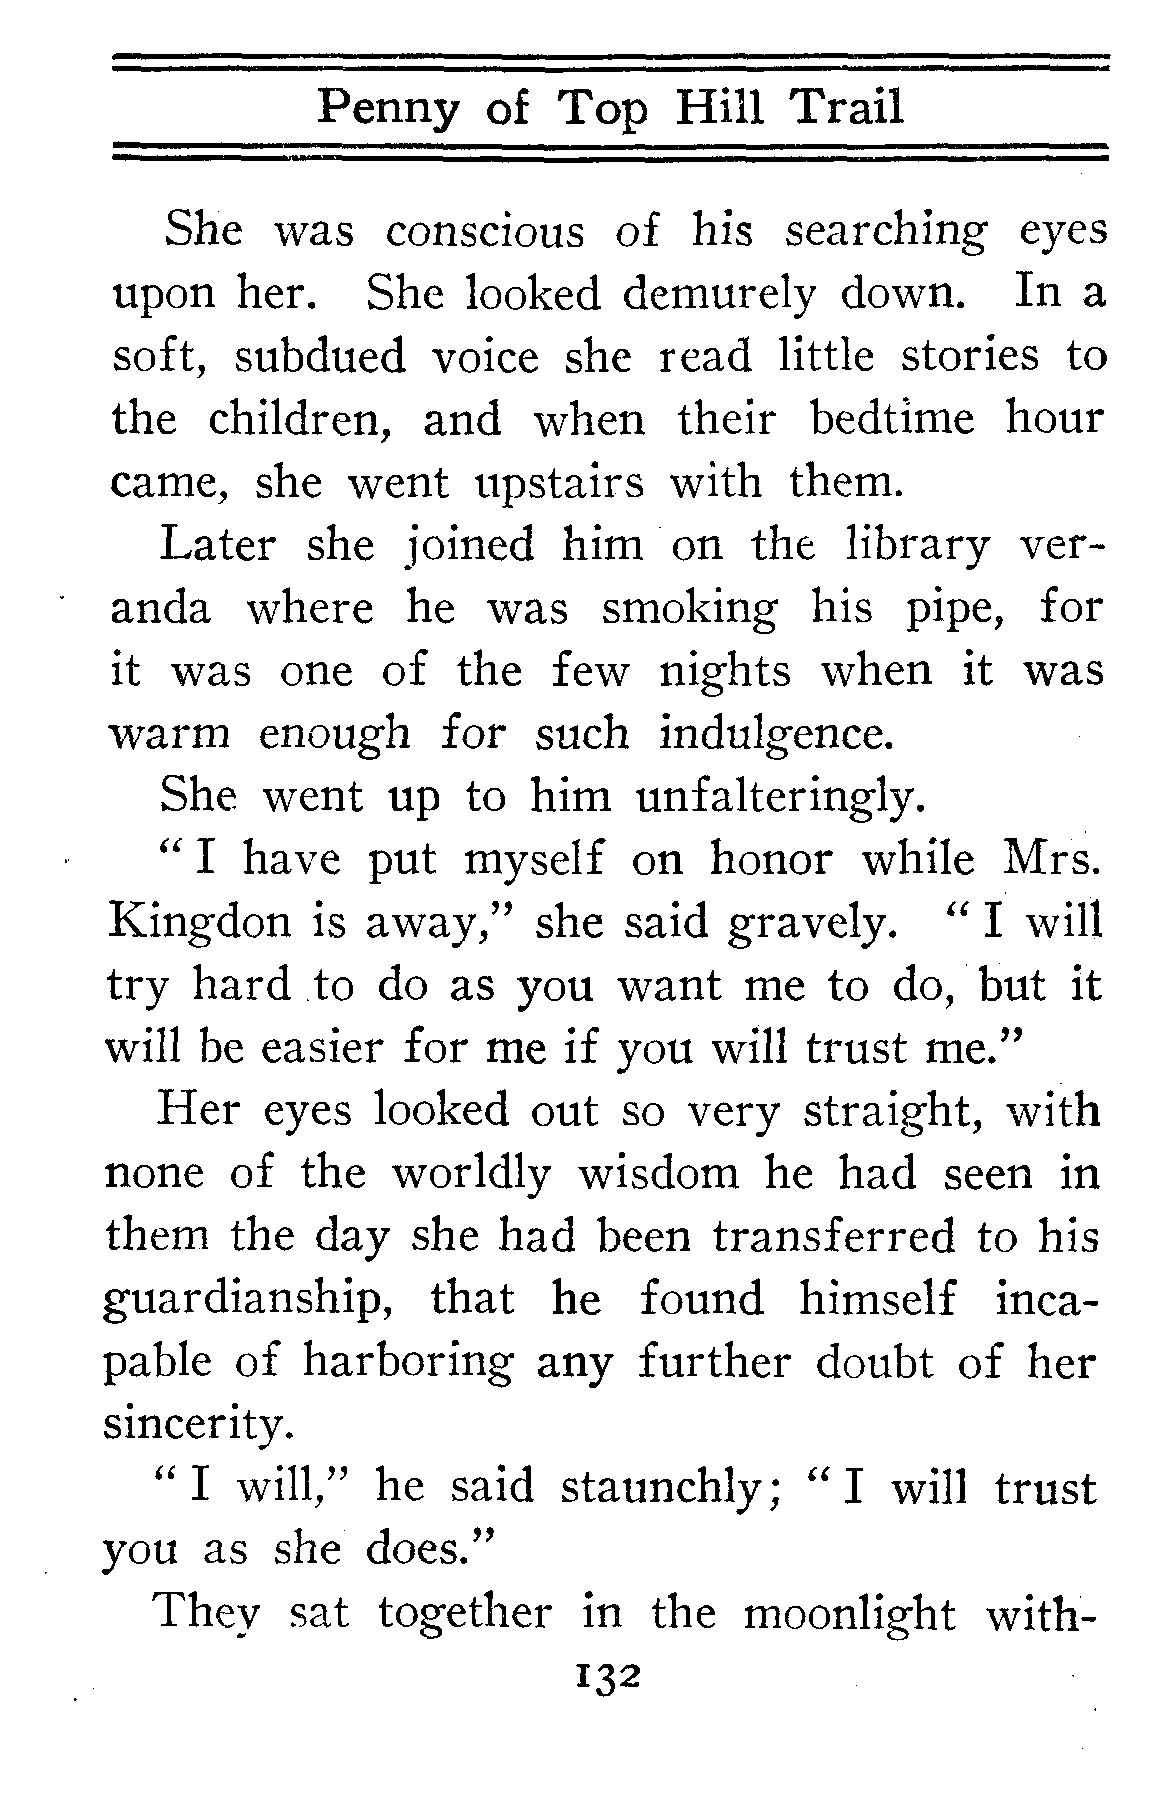 Penny of Top Hill Trail
She was conscious of his searching eyes
upon her. She looked demurely down. In a
soft, subdued voice she read little stories to
the children, and when their bedtime hour
came, she went upstairs with them.
Later she joined him on the library ver-
anda where he was smoking his pipe, for
it was one of the few nights when it was
warm enough for such indulgence.
She went up to him unfalteringly.
“ I have put myself on honor while Mrs.
Kingdon is away,” she said gravely. “ I will
try hard to do as you want me to do, but it
will be easier for me if you will trust me.”
Her eyes looked out so very straight, with
none of the worldly wisdom he had seen in
them the day she had been transferred to his
guardianship, that he found himself inca-
pable of harboring any further doubt of her
sincerity.
“ I will,” he said staunchly; “ I will trust
you as she does.”
They sat together in the moonlight with-
132